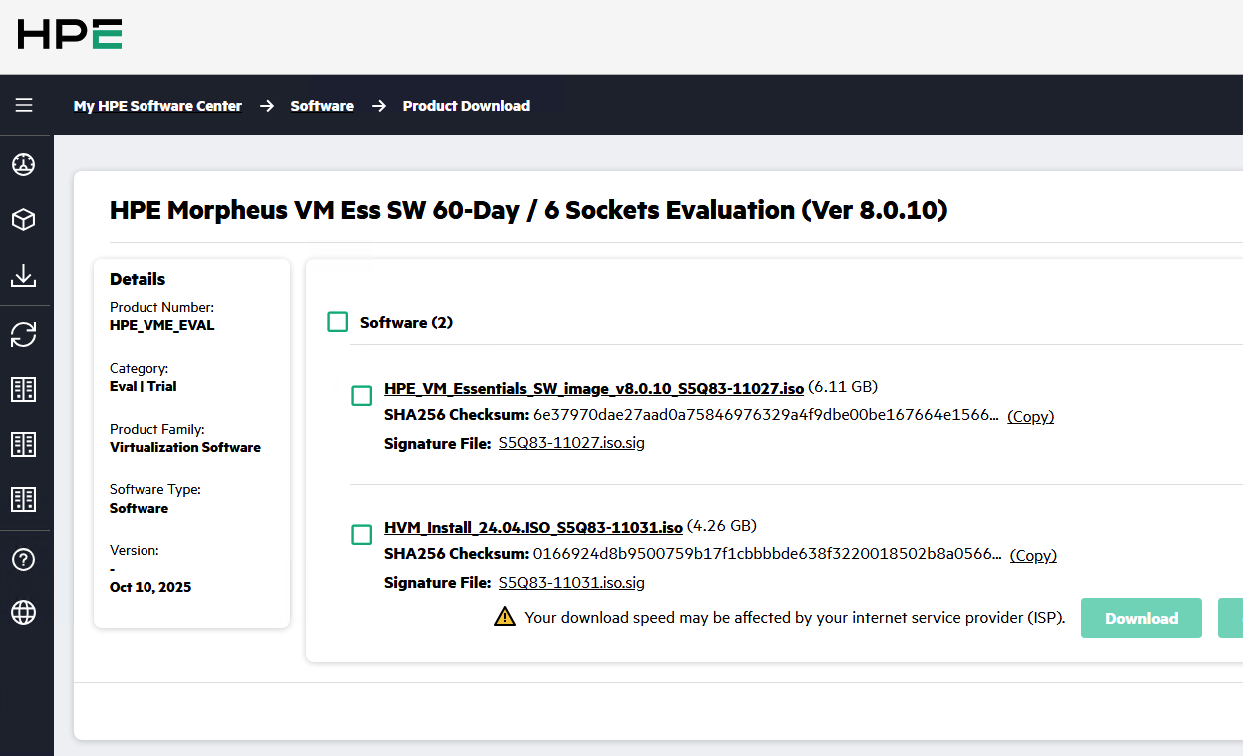 HPE
My HPE Software Center → Software → Product Download
HPE Morpheus VM Ess SW 60-Day / 6 Sockets Evaluation (Ver 8.0.10)
Details
Product Number:
HPE_VME_EVAL
Category:
Eval | Trial
Product Family:
Virtualization Software
Software Type:
Software
Version:
-
Oct 10, 2025
Software (2)
HPE_VM_Essentials_SW_image_v8.0.10_S5Q83-11027.iso (6.11 GB)
SHA256 Checksum: 6e37970dae27aad0a75846976329a4f9dbe00be167664e1566... (Copy)
Signature File: S5Q83-11027.iso.sig
HVM_Install_24.04.ISO_S5Q83-11031.iso (4.26 GB)
SHA256 Checksum: 0166924d8b9500759b17f1cbbbbde638f3220018502b8a0566... (Copy)
Signature File: S5Q83-11031.iso.sig
Your download speed may be affected by your internet service provider (ISP).
Download